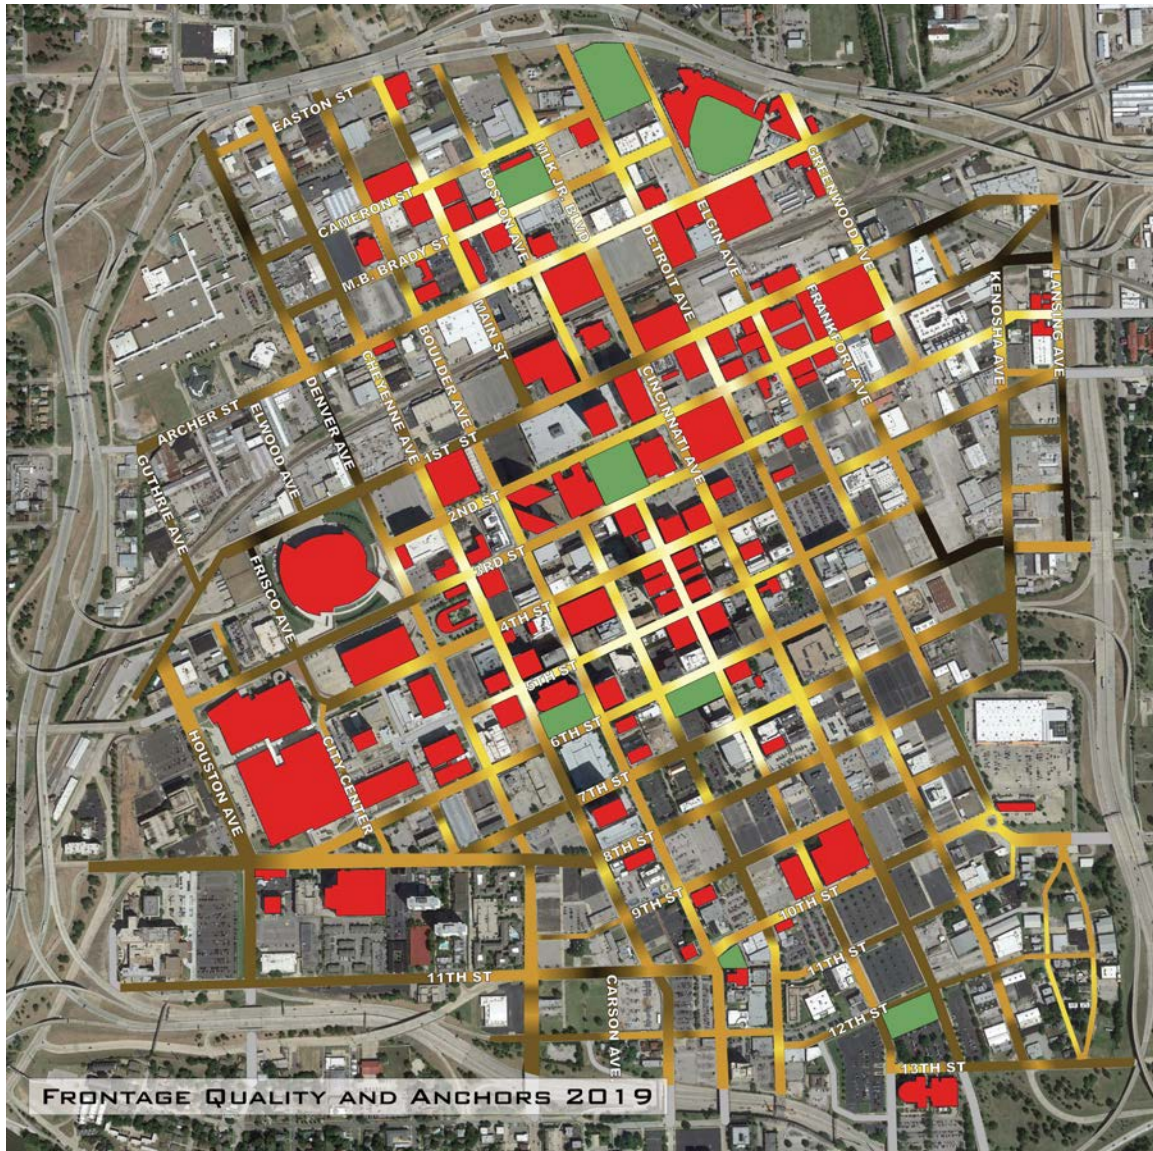 EASTON ST
CAMERON ST
M.B. BRADY ST
BOSTON AVE
MLK JR. BLVD
DETROIT AVE
ELGIN AVE
GREENWOOD AVE
FRANKFORT AVE
KENOSHA AVE
LANSING AVE
ARCHER ST
GUTHRIE AVE
ELWOOD AVE
DENVER AVE
CHEYENNE AVE
BOULDER AVE
MAIN ST
CINCINNATI AVE
1ST ST
2ND ST
3RD ST
4TH ST
5TH ST
6TH ST
7TH ST
8TH ST
9TH ST
10TH ST
11TH ST
12TH ST
13TH ST
FRISCO AVE
HOUSTON AVE
CITY CENTER
11TH ST
CARSON AVE.
FRONTAGE QUALITY AND ANCHORS 2019